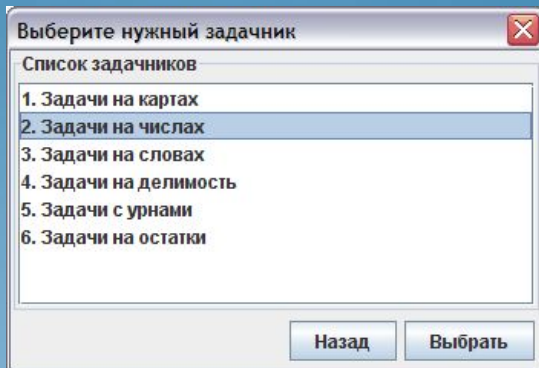 Выберите нужный задачник
Список задачников
1. Задачи на картах
2. Задачи на числах
3. Задачи на словах
4. Задачи на делимость
5. Задачи с урнами
6. Задачи на остатки
Назад Выбрать